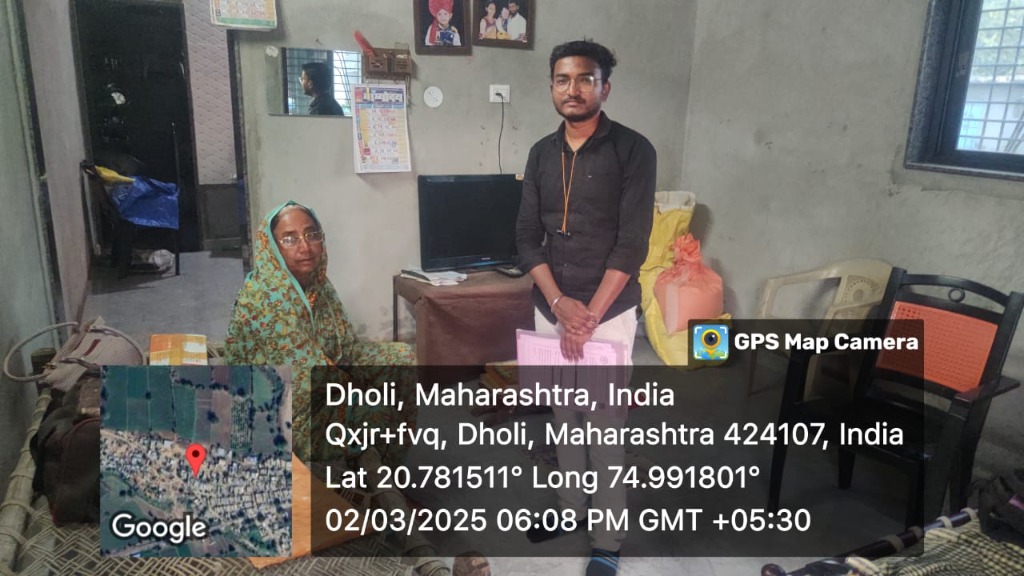 GPS Map Camera
Dholi, Maharashtra, India
Qxjr+fvq, Dholi, Maharashtra 424107, India
Lat 20.781511° Long 74.991801°
02/03/2025 06:08 PM GMT +05:30
Google